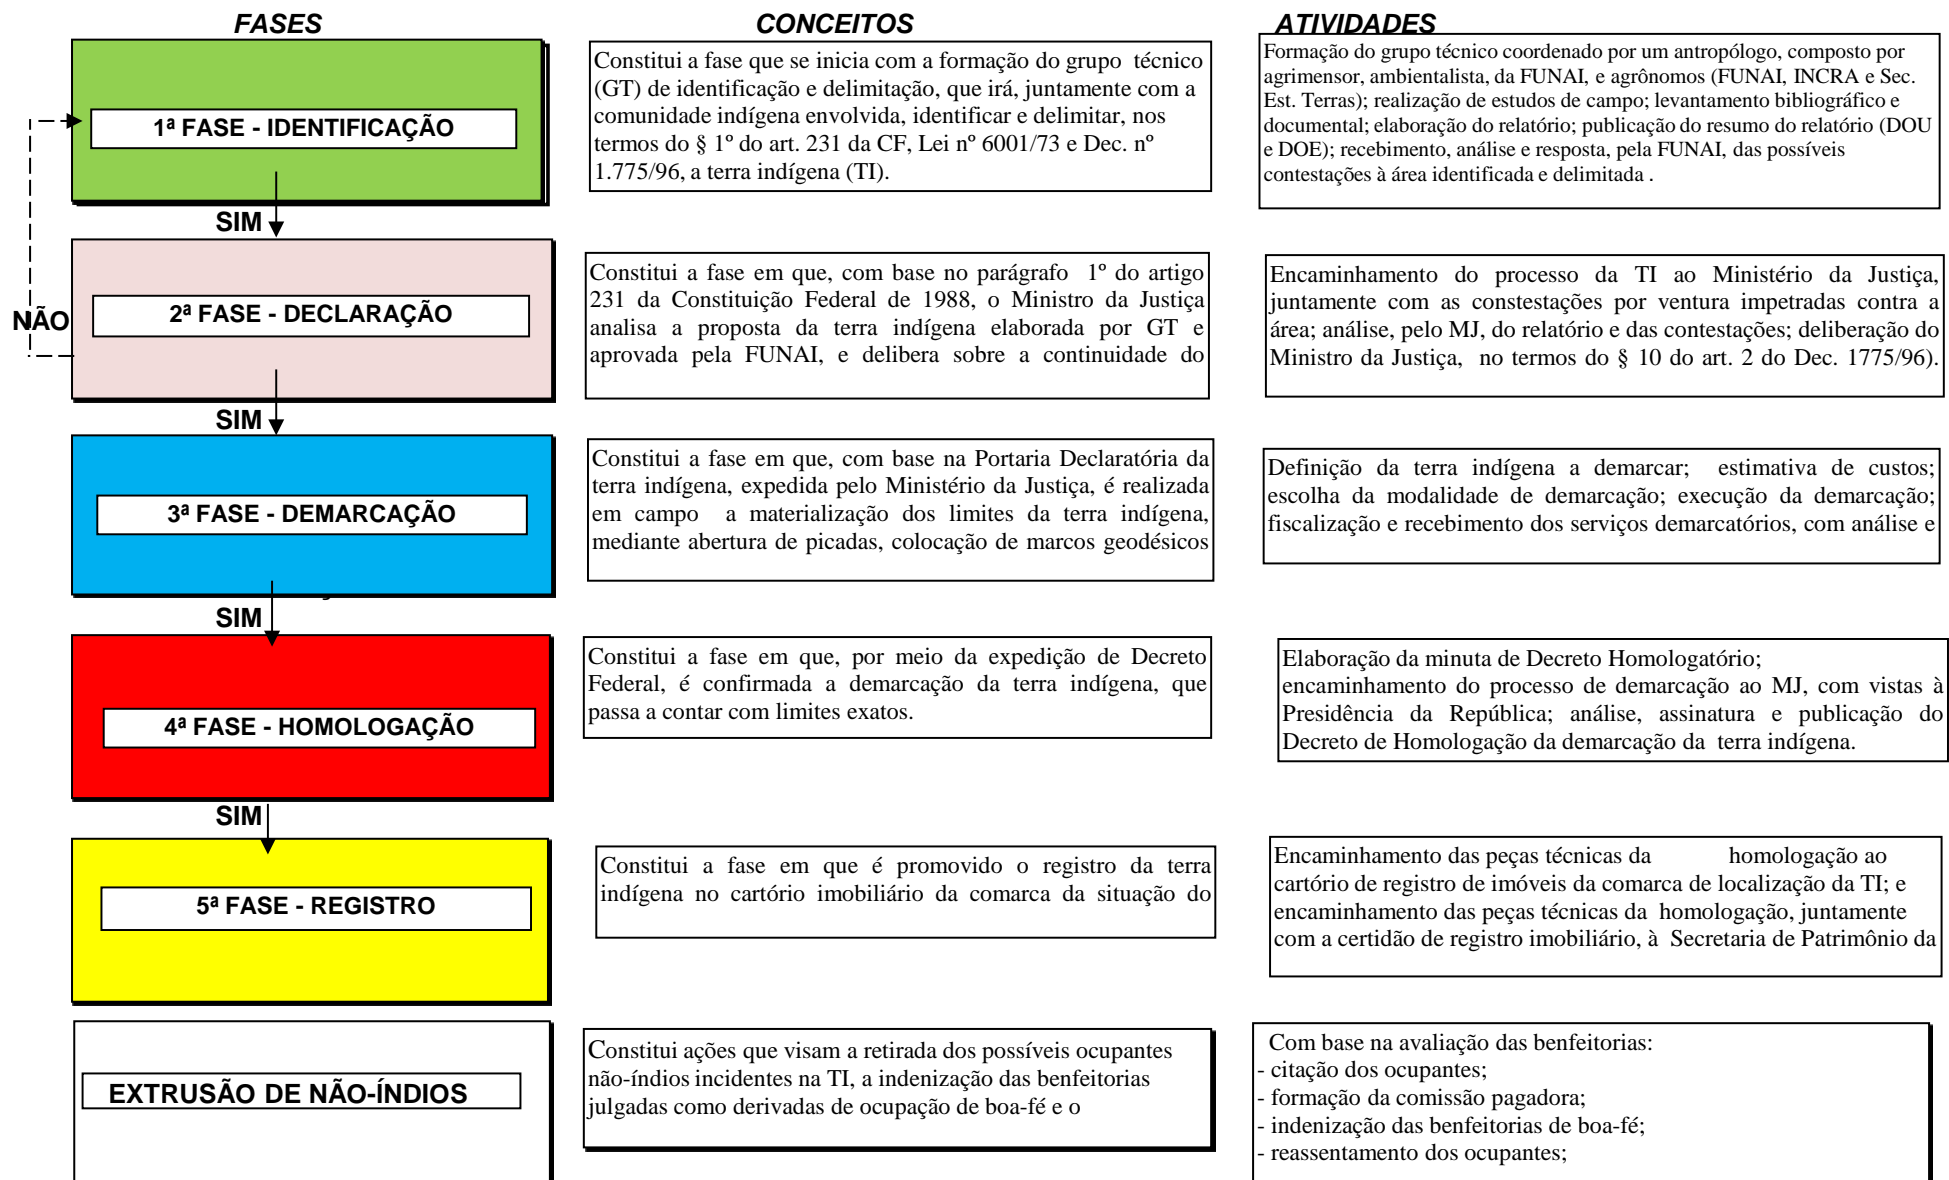 FASES
CONCEITOS
ATIVIDADES
1ª FASE - IDENTIFICAÇÃO
Constitui a fase que se inicia com a formação do grupo técnico
(GT) de identificação e delimitação, que irá, juntamente com a
comunidade indígena envolvida, identificar e delimitar, nos
termos do § 1º do art. 231 da CF, Lei nº 6001/73 e Dec. nº
1.775/96, a terra indígena (TI).
Formação do grupo técnico coordenado por um antropólogo, composto por
agrimensor, ambientalista, da FUNAI, e agrônomos (FUNAI, INCRA e Sec.
Est. Terras); realização de estudos de campo; levantamento bibliográfico e
documental; elaboração do relatório; publicação do resumo do relatório (DOU
e DOE); recebimento, análise e resposta, pela FUNAI, das possíveis
contestações à área identificada e delimitada .
SIM
NÃO
2ª FASE - DECLARAÇÃO
Constitui a fase em que, com base no parágrafo 1º do artigo
231 da Constituição Federal de 1988, o Ministro da Justiça
analisa a proposta da terra indígena elaborada por GT e
aprovada pela FUNAI, e delibera sobre a continuidade do
Encaminhamento do processo da TI ao Ministério da Justiça,
juntamente com as constestações por ventura impetradas contra a
área; análise, pelo MJ, do relatório e das contestações; deliberação do
Ministro da Justiça, no termos do § 10 do art. 2 do Dec. 1775/96).
SIM
3ª FASE - DEMARCAÇÃO
Constitui a fase em que, com base na Portaria Declaratória da
terra indígena, expedida pelo Ministério da Justiça, é realizada
em campo a materialização dos limites da terra indígena,
mediante abertura de picadas, colocação de marcos geodésicos
Definição da terra indígena a demarcar; estimativa de custos;
escolha da modalidade de demarcação; execução da demarcação;
fiscalização e recebimento dos serviços demarcatórios, com análise e
SIM
4ª FASE - HOMOLOGAÇÃO
Constitui a fase em que, por meio da expedição de Decreto
Federal, é confirmada a demarcação da terra indígena, que
passa a contar com limites exatos.
Elaboração da minuta de Decreto Homologatório;
encaminhamento do processo de demarcação ao MJ, com vistas à
Presidência da República; análise, assinatura e publicação do
Decreto de Homologação da demarcação da terra indígena.
SIM
5ª FASE - REGISTRO
Constitui a fase em que é promovido o registro da terra
indígena no cartório imobiliário da comarca da situação do
Encaminhamento das peças técnicas da homologação ao
cartório de registro de imóveis da comarca de localização da TI; e
encaminhamento das peças técnicas da homologação, juntamente
com a certidão de registro imobiliário, à Secretaria de Patrimônio da
EXTRUSÃO DE NÃO-ÍNDIOS
Constitui ações que visam a retirada dos possíveis ocupantes
não-índios incidentes na TI, a indenização das benfeitorias
julgadas como derivadas de ocupação de boa-fé e o
Com base na avaliação das benfeitorias:
- citação dos ocupantes;
- formação da comissão pagadora;
- indenização das benfeitorias de boa-fé;
- reassentamento dos ocupantes;